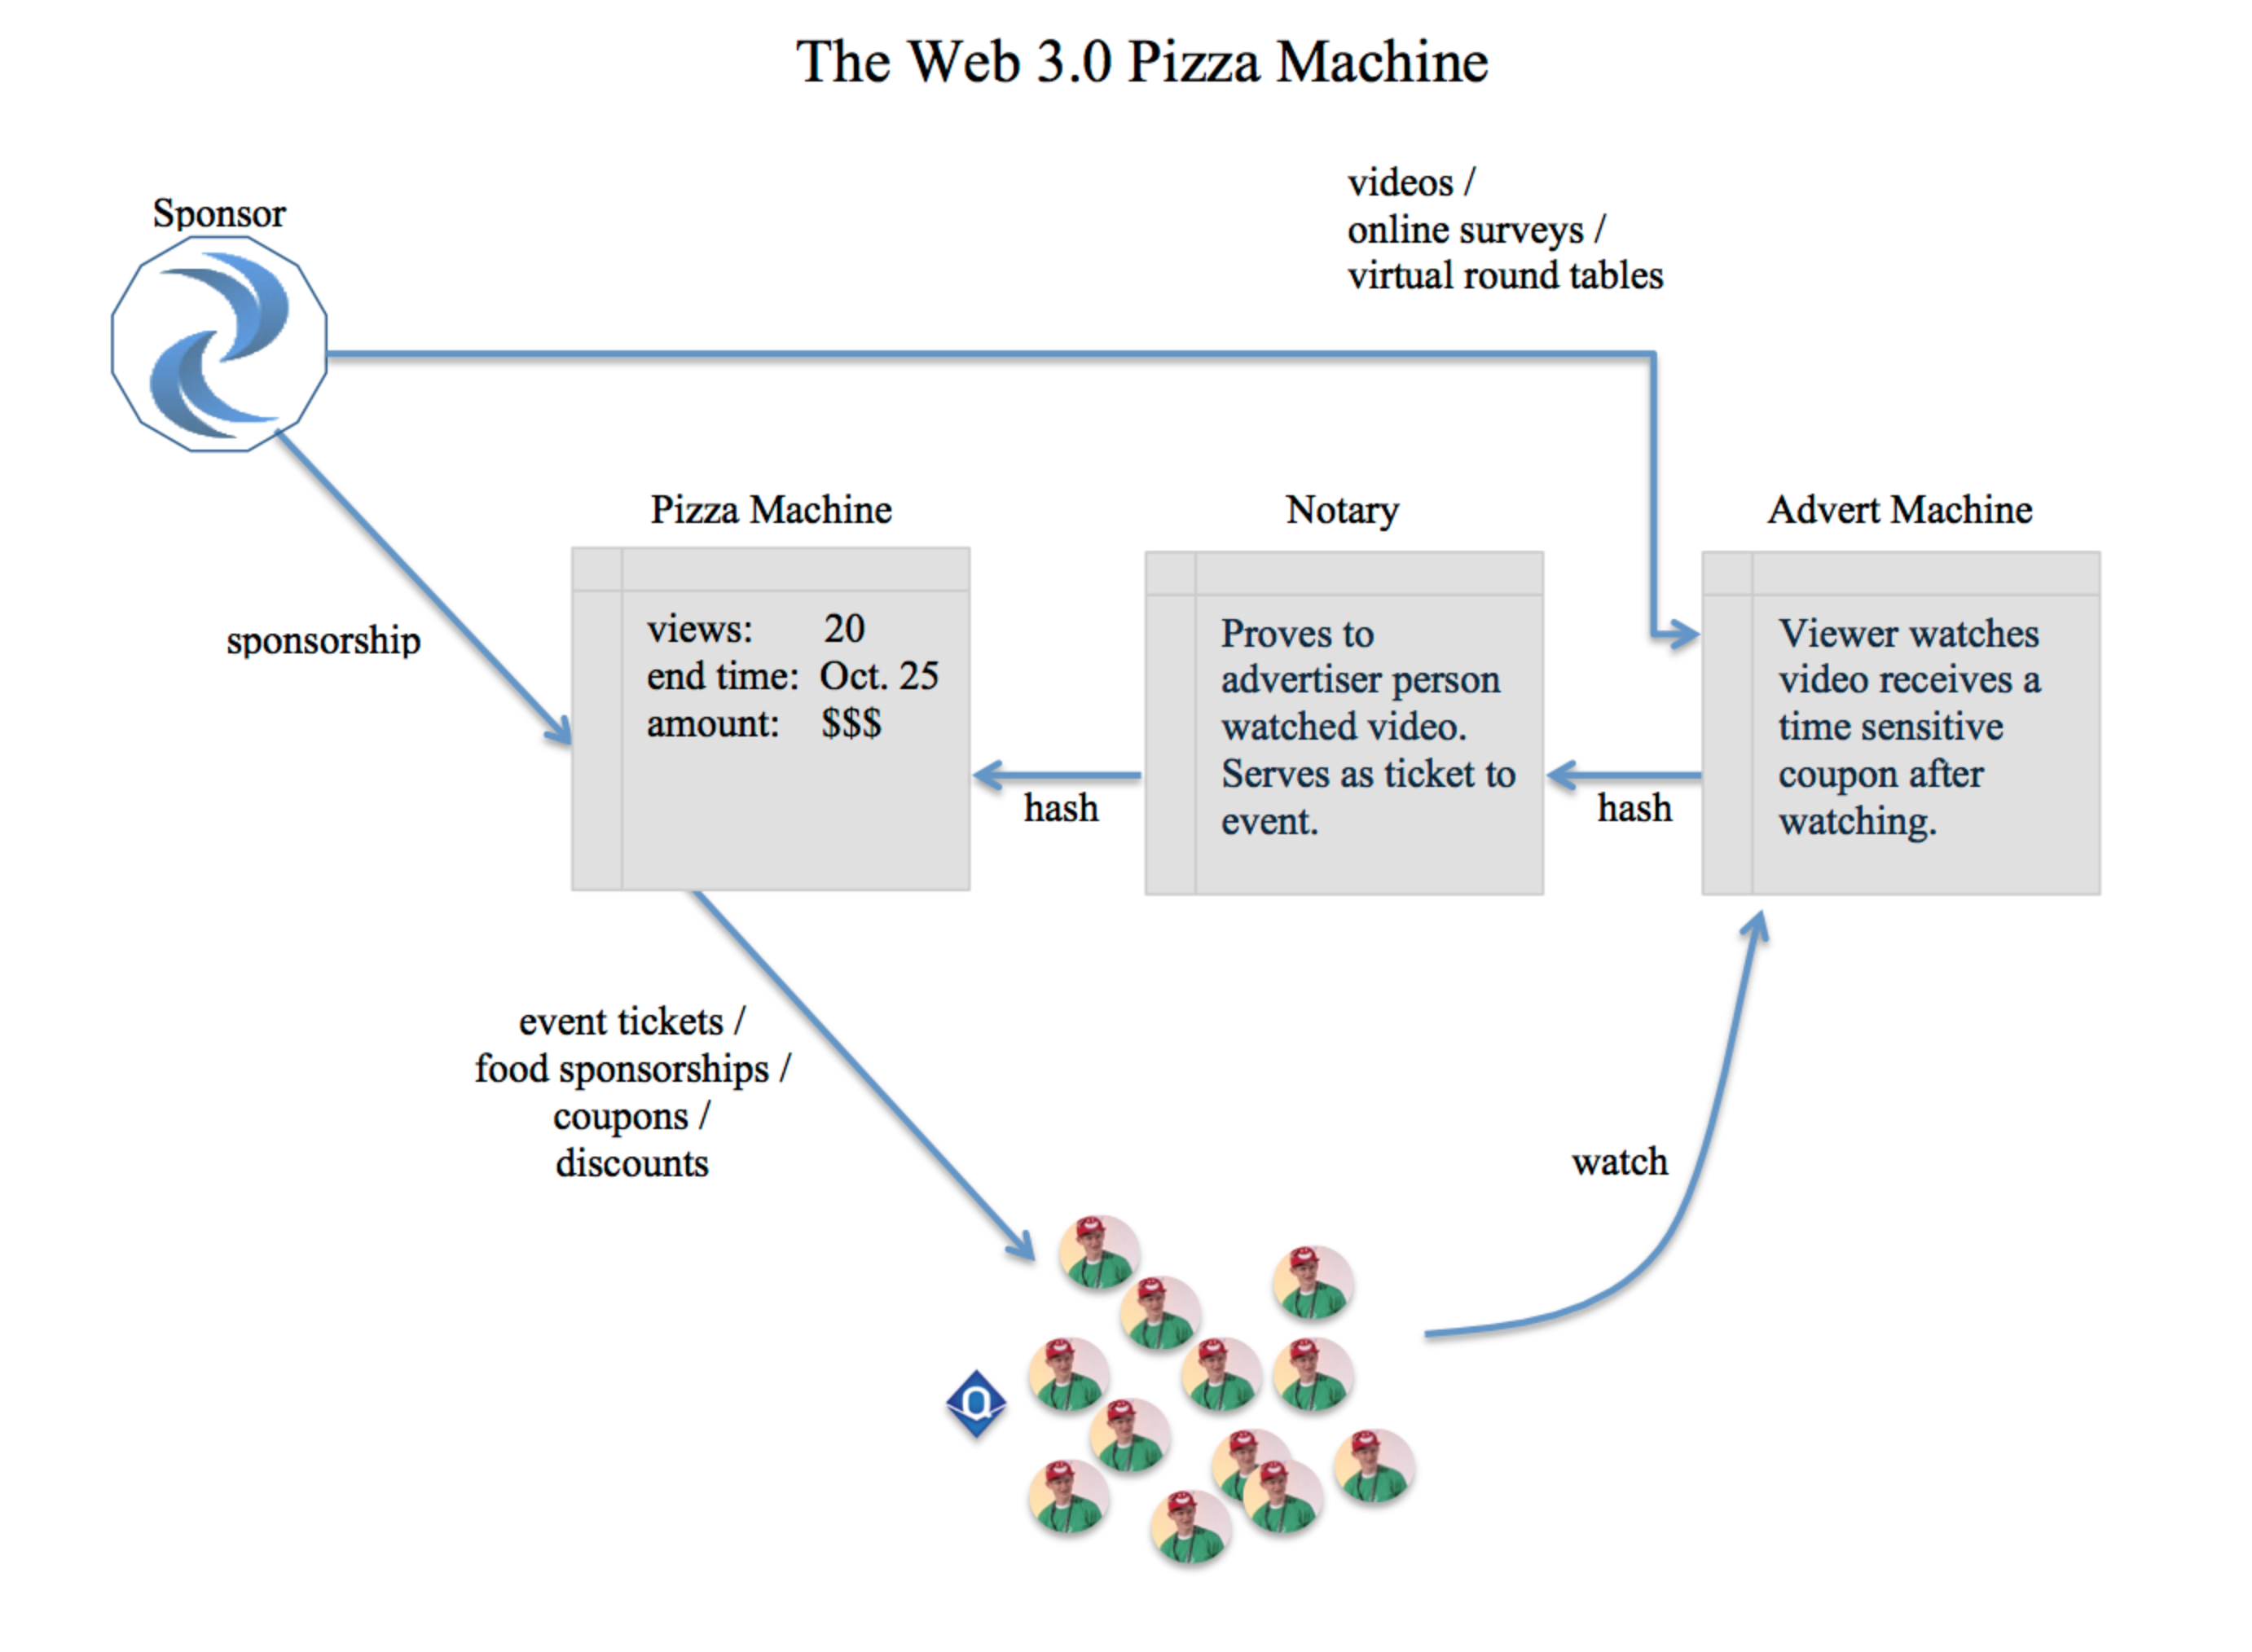 The Web 3.0 Pizza Machine
videos /
online surveys /
virtual round tables
Sponsor
sponsorship
Pizza Machine
views: 20
end time: Oct. 25
amount: $$$
hash
Notary
Proves to
advertiser person
watched video.
Serves as ticket to
event.
hash
Advert Machine
Viewer watches
video receives a
time sensitive
coupon after
watching.
event tickets /
food sponsorships /
coupons /
discounts
watch
Q